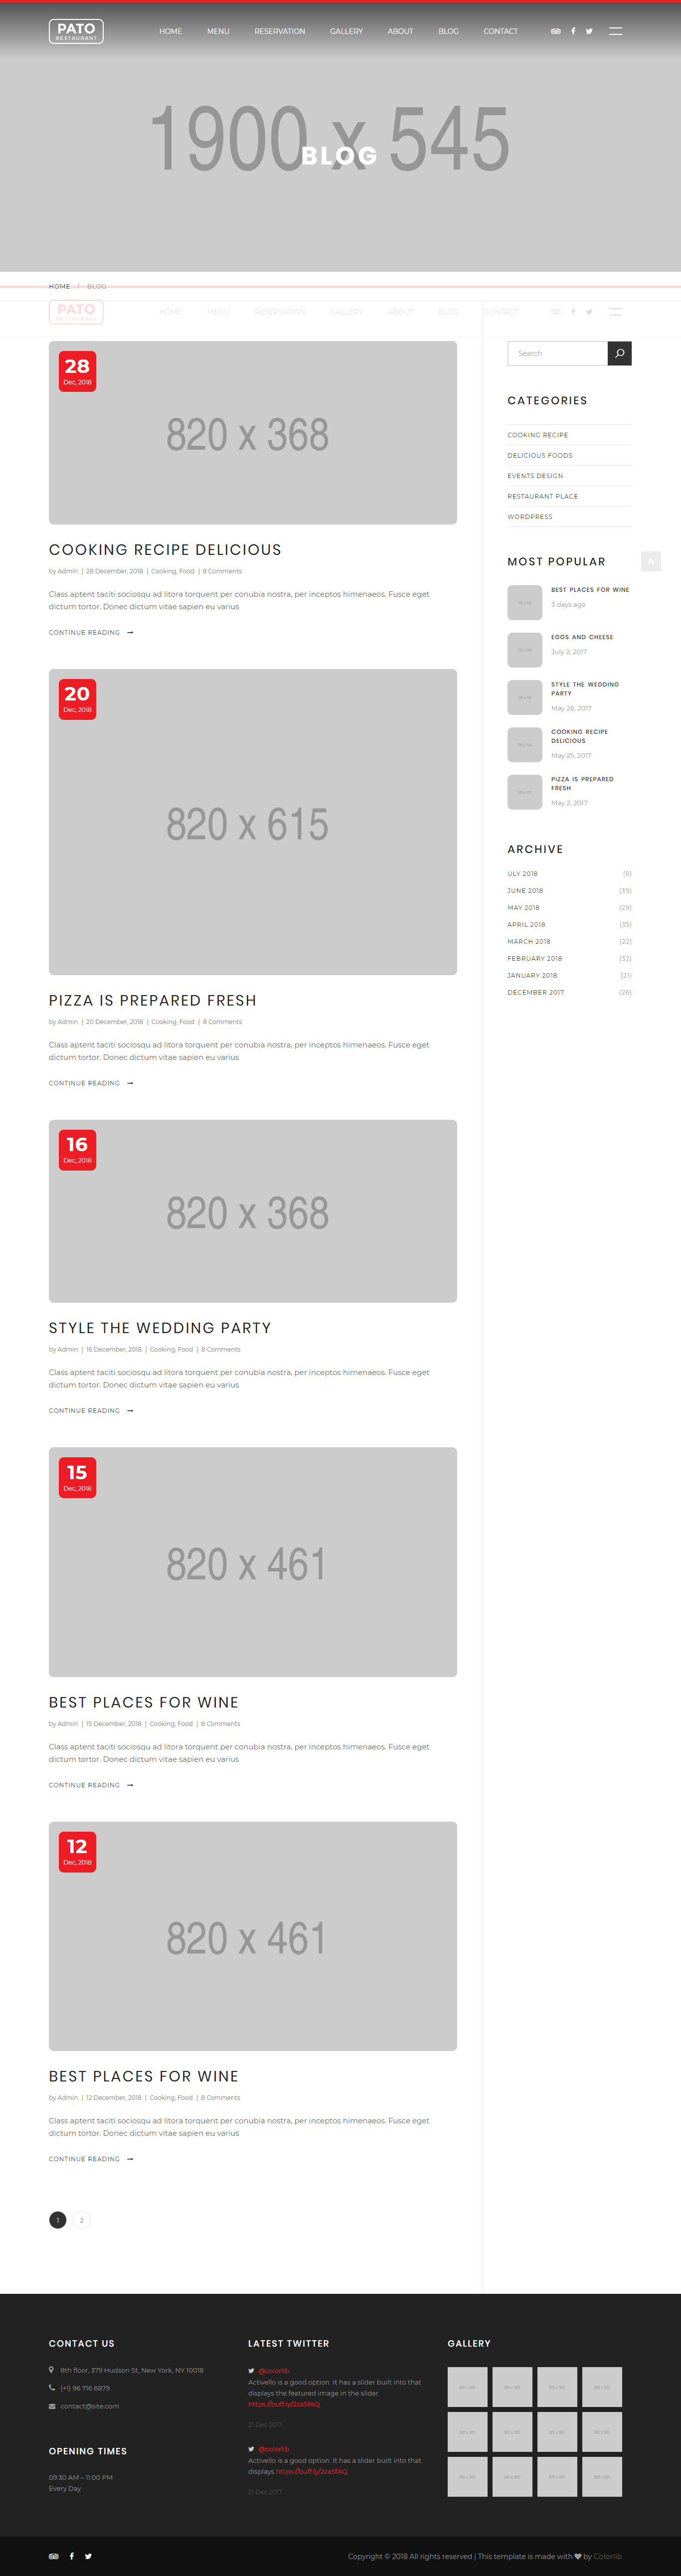 PATO
RESTAURANT
HOME MENU RESERVATION GALLERY ABOUT BLOG CONTACT
1900 x 545
BLOG
HOME / BLOG
PATO
RESTAURANT
HOME MENU RESERVATION GALLERY ABOUT BLOG CONTACT
28
Dec, 2018
820 x 368
COOKING RECIPE DELICIOUS
by Admin | 28 December, 2018 | Cooking, Food | 8 Comments
Class aptent taciti sociosqu ad litora torquent per conubia nostra, per inceptos himenaeos. Fusce eget
dictum tortor. Donec dictum vitae sapien eu varius
CONTINUE READING
20
Dec, 2018
820 x 615
PIZZA IS PREPARED FRESH
by Admin | 20 December, 2018 | Cooking, Food | 8 Comments
Class aptent taciti sociosqu ad litora torquent per conubia nostra, per inceptos himenaeos. Fusce eget
dictum tortor. Donec dictum vitae sapien eu varius
CONTINUE READING
16
Dec, 2018
820 x 368
STYLE THE WEDDING PARTY
by Admin | 16 December, 2018 | Cooking, Food | 8 Comments
Class aptent taciti sociosqu ad litora torquent per conubia nostra, per inceptos himenaeos. Fusce eget
dictum tortor. Donec dictum vitae sapien eu varius
CONTINUE READING
15
Dec, 2018
820 x 461
BEST PLACES FOR WINE
by Admin | 15 December, 2018 | Cooking, Food | 8 Comments
Class aptent taciti sociosqu ad litora torquent per conubia nostra, per inceptos himenaeos. Fusce eget
dictum tortor. Donec dictum vitae sapien eu varius
CONTINUE READING
12
Dec, 2018
820 x 461
BEST PLACES FOR WINE
by Admin | 12 December, 2018 | Cooking, Food | 8 Comments
Class aptent taciti sociosqu ad litora torquent per conubia nostra, per inceptos himenaeos. Fusce eget
dictum tortor. Donec dictum vitae sapien eu varius
CONTINUE READING
1 2
Search
CATEGORIES
COOKING RECIPE
DELICIOUS FOODS
EVENTS DESIGN
RESTAURANT PLACE
WORDPRESS
MOST POPULAR
BEST PLACES FOR WINE
3 days ago
EGGS AND CHEESE
July 2, 2017
STYLE THE WEDDING
PARTY
May 28, 2017
COOKING RECIPE
DELICIOUS
May 25, 2017
PIZZA IS PREPARED
FRESH
May 2, 2017
ARCHIVE
ULY 2018 (9)
JUNE 2018 (39)
MAY 2018 (29)
APRIL 2018 (35)
MARCH 2018 (22)
FEBRUARY 2018 (32)
JANUARY 2018 (21)
DECEMBER 2017 (26)
CONTACT US
8th floor, 379 Hudson St, New York, NY 10018
(+1) 96 716 6879
contact@site.com
OPENING TIMES
09:30 AM – 11:00 PM
Every Day
LATEST TWITTER
@colorlib
Activello is a good option. It has a slider built into that
displays the featured image in the slider.
https://buff.ly/2zaSfAQ
21 Dec 2017
@colorlib
Activello is a good option. It has a slider built into that
displays https://buff.ly/2zaSfAQ
21 Dec 2017
GALLERY
Copyright © 2018 All rights reserved | This template is made with by Colorlib